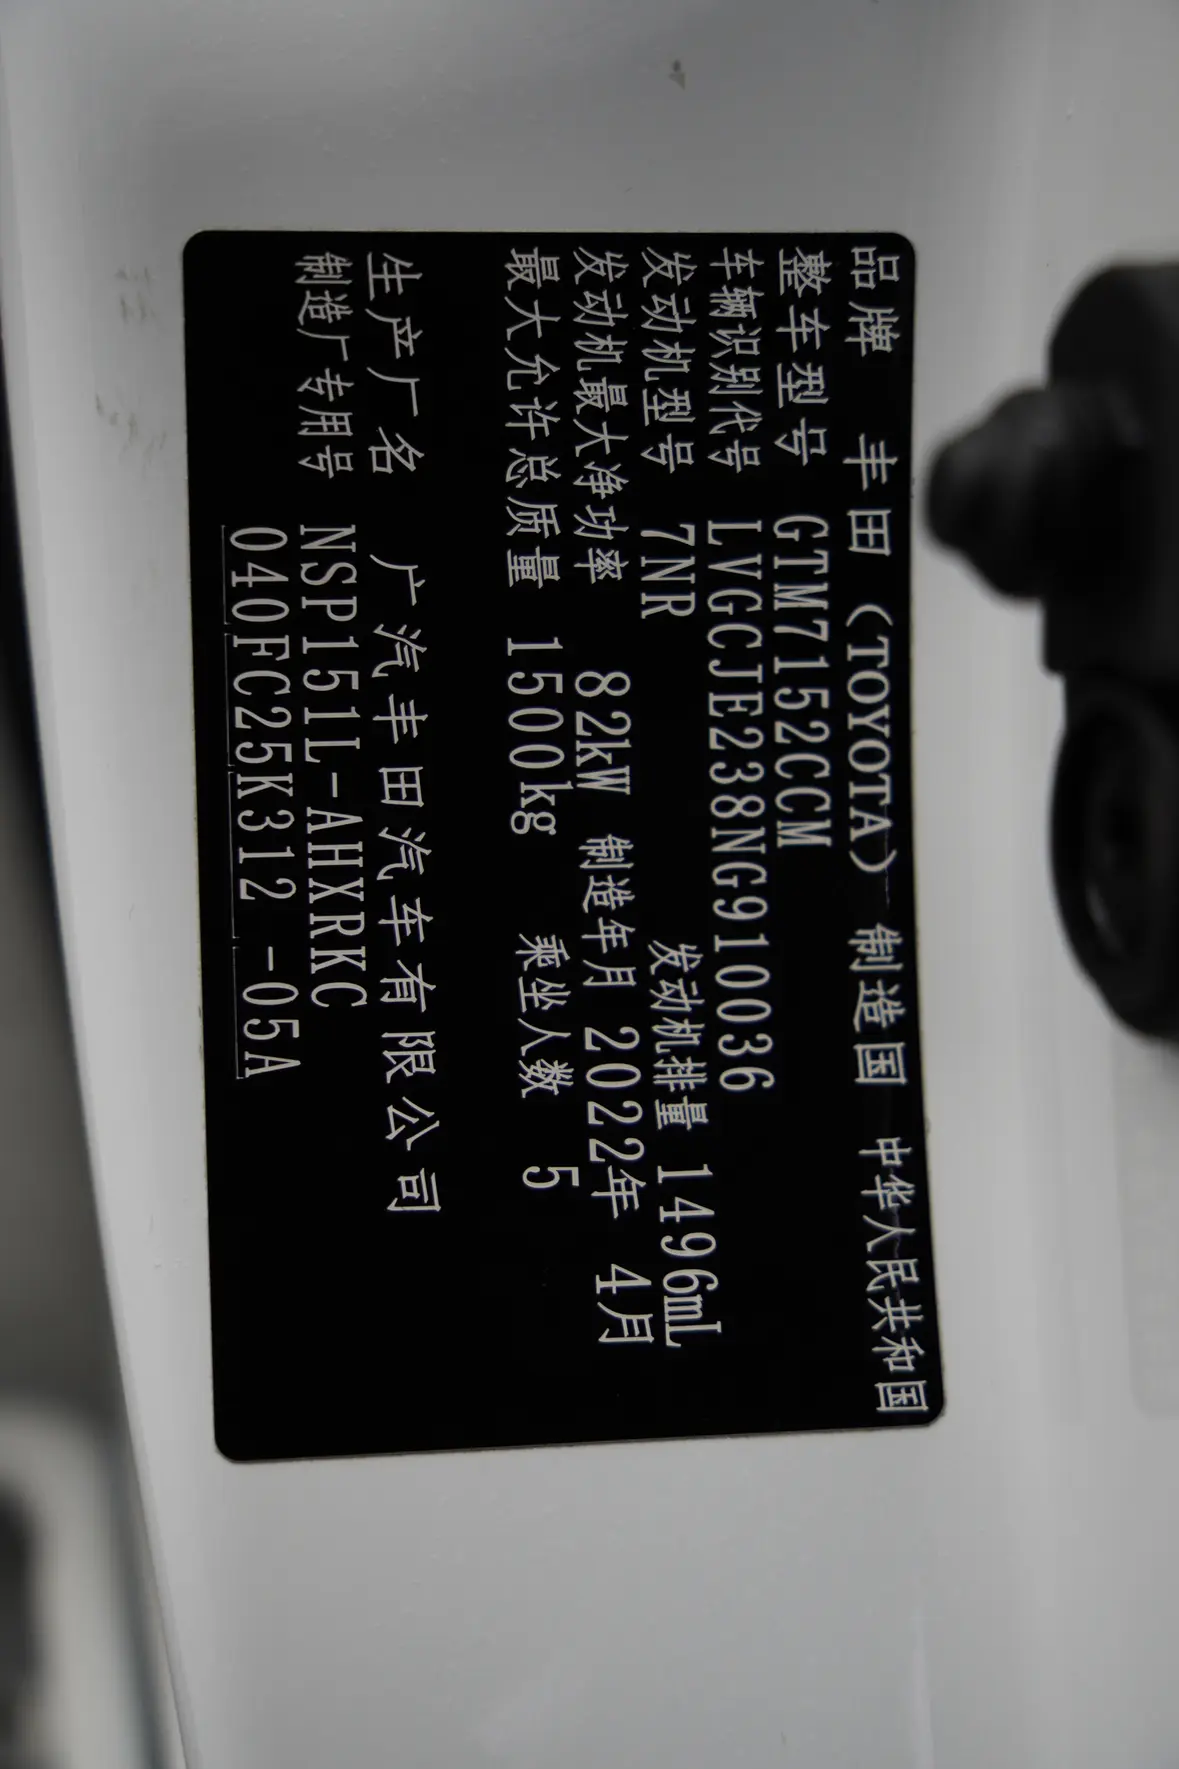 品牌 丰田（TOYOTA） 制造国 中华人民共和国
整车型号 GTM7152CCM
车辆识别代号 LVGCJE238NG910036
发动机型号 7NR 发动机排量 1496mL
发动机最大净功率 82kW 制造年月 2022年 4月
最大允许总质量 1500kg 乘坐人数 5
生产厂名 广汽丰田汽车有限公司
制造厂专用号 NSP151L-AHXRKC
040FC25K312 -05A